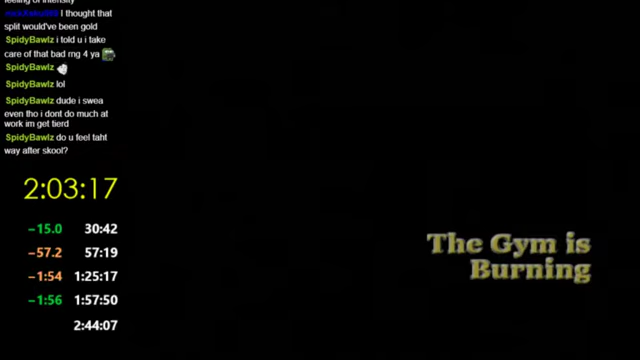 feeling of intensity
I thought that
split would've been gold
SpidyBawlz i told u i take
care of that bad rng 4 ya
SpidyBawlz
SpidyBawlz lol
SpidyBawlz dude i swea
even tho i dont do much at
work im get tierd
SpidyBawlz do u feel taht
way after skool?
2:03:17
−15.0 30:42
−57.2 57:19
−1:54 1:25:17
−1:56 1:57:50
2:44:07
The Gym is
Burning